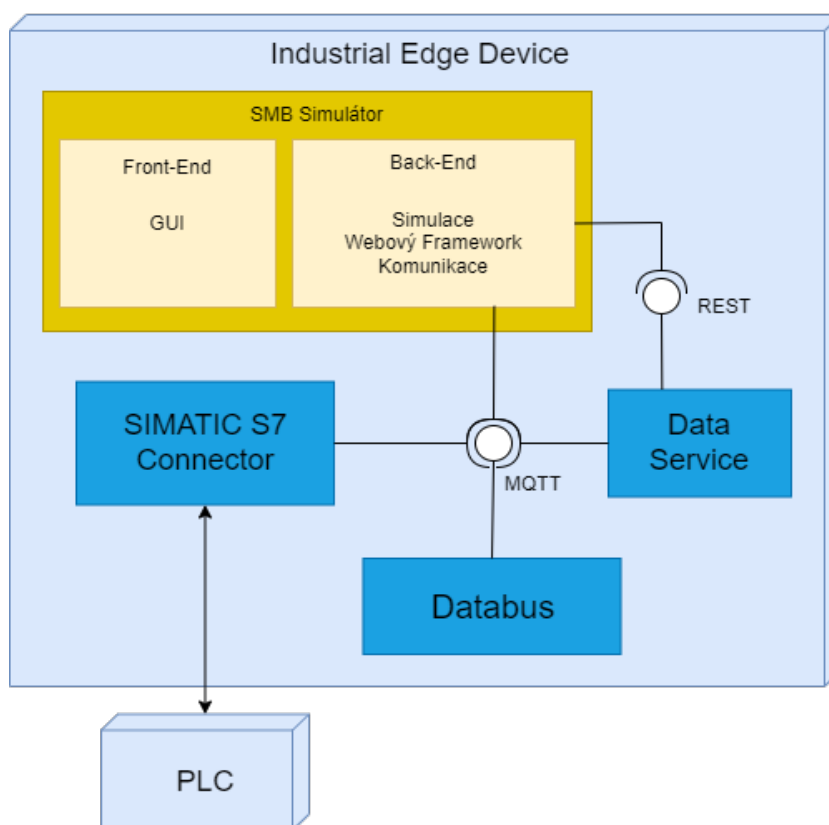 Industrial Edge Device
SMB Simulátor
Front-End
GUI
Back-End
Simulace
Webový Framework
Komunikace
REST
SIMATIC S7
Connector
MQTT
Data
Service
Databus
PLC